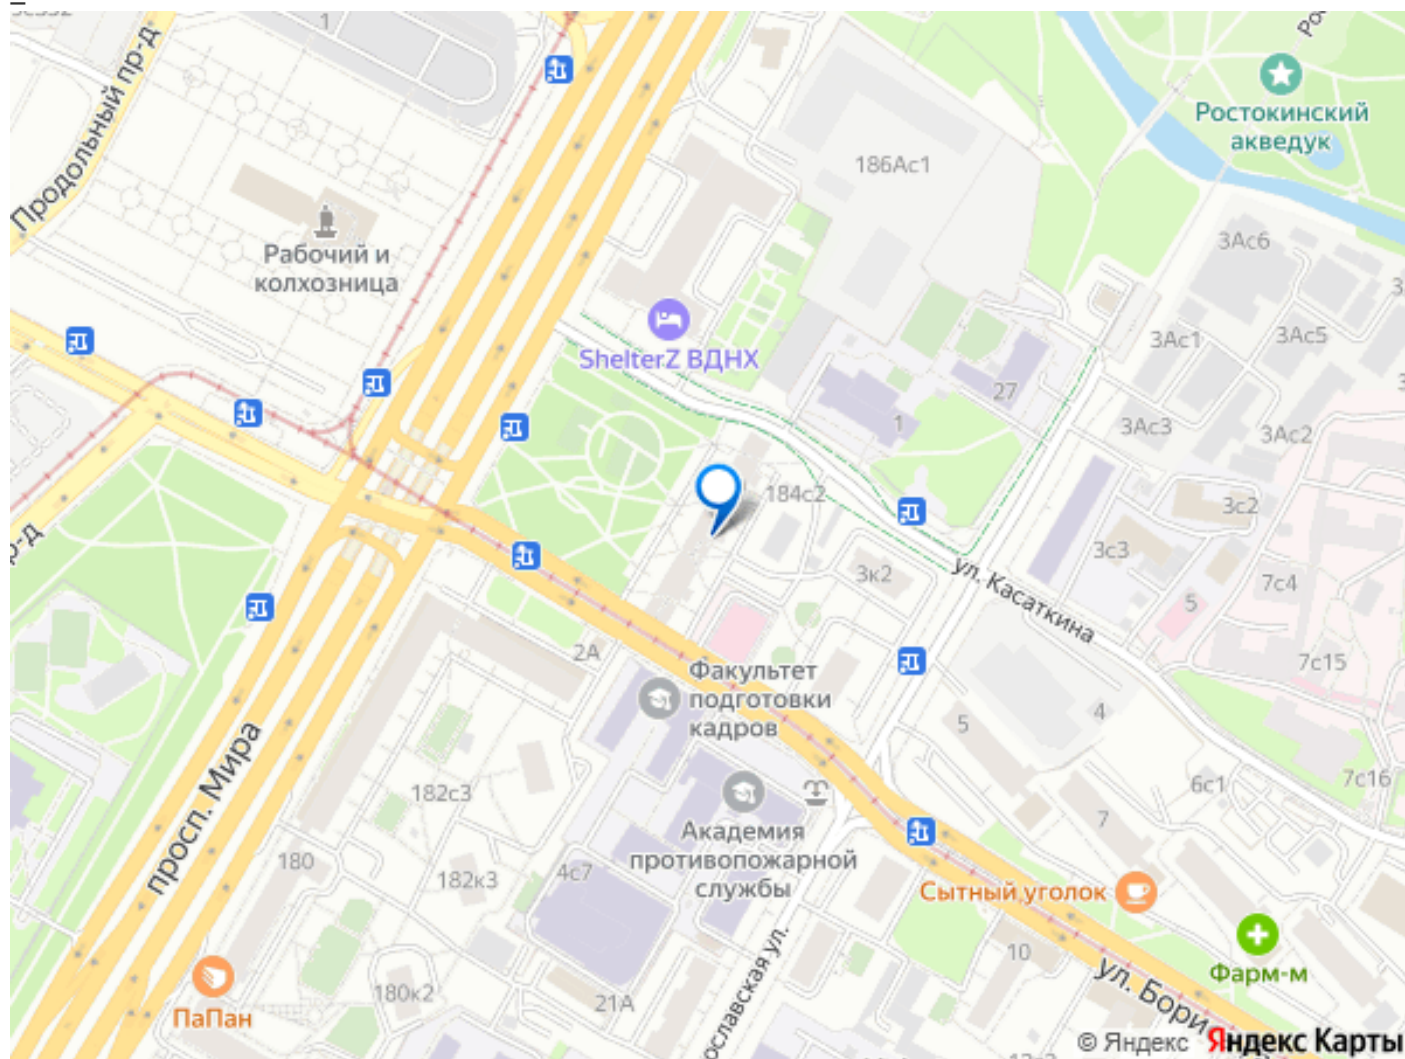 1
Продольный пр-д
Ростокинский
акведук
186Ас1
Рабочий и
колхозница
3Ас6
ShelterZ ВДНХ
3Ас1
3Ас5
27
1
3Ас3
3Ас2
184с2
3с2
3с3
3к2
ул. Касаткина
7с4
5
2А
7с15
Факультет
подготовки
кадров
4
5
просп. Мира
182с3
6с1
7с16
7
Академия
противопожарной
службы
180
182к3
4с7
Сытный уголок
10
Фарм-м
180к2
21А
ПаПан
ул. Бори
© Яндекс
Яндекс Карты